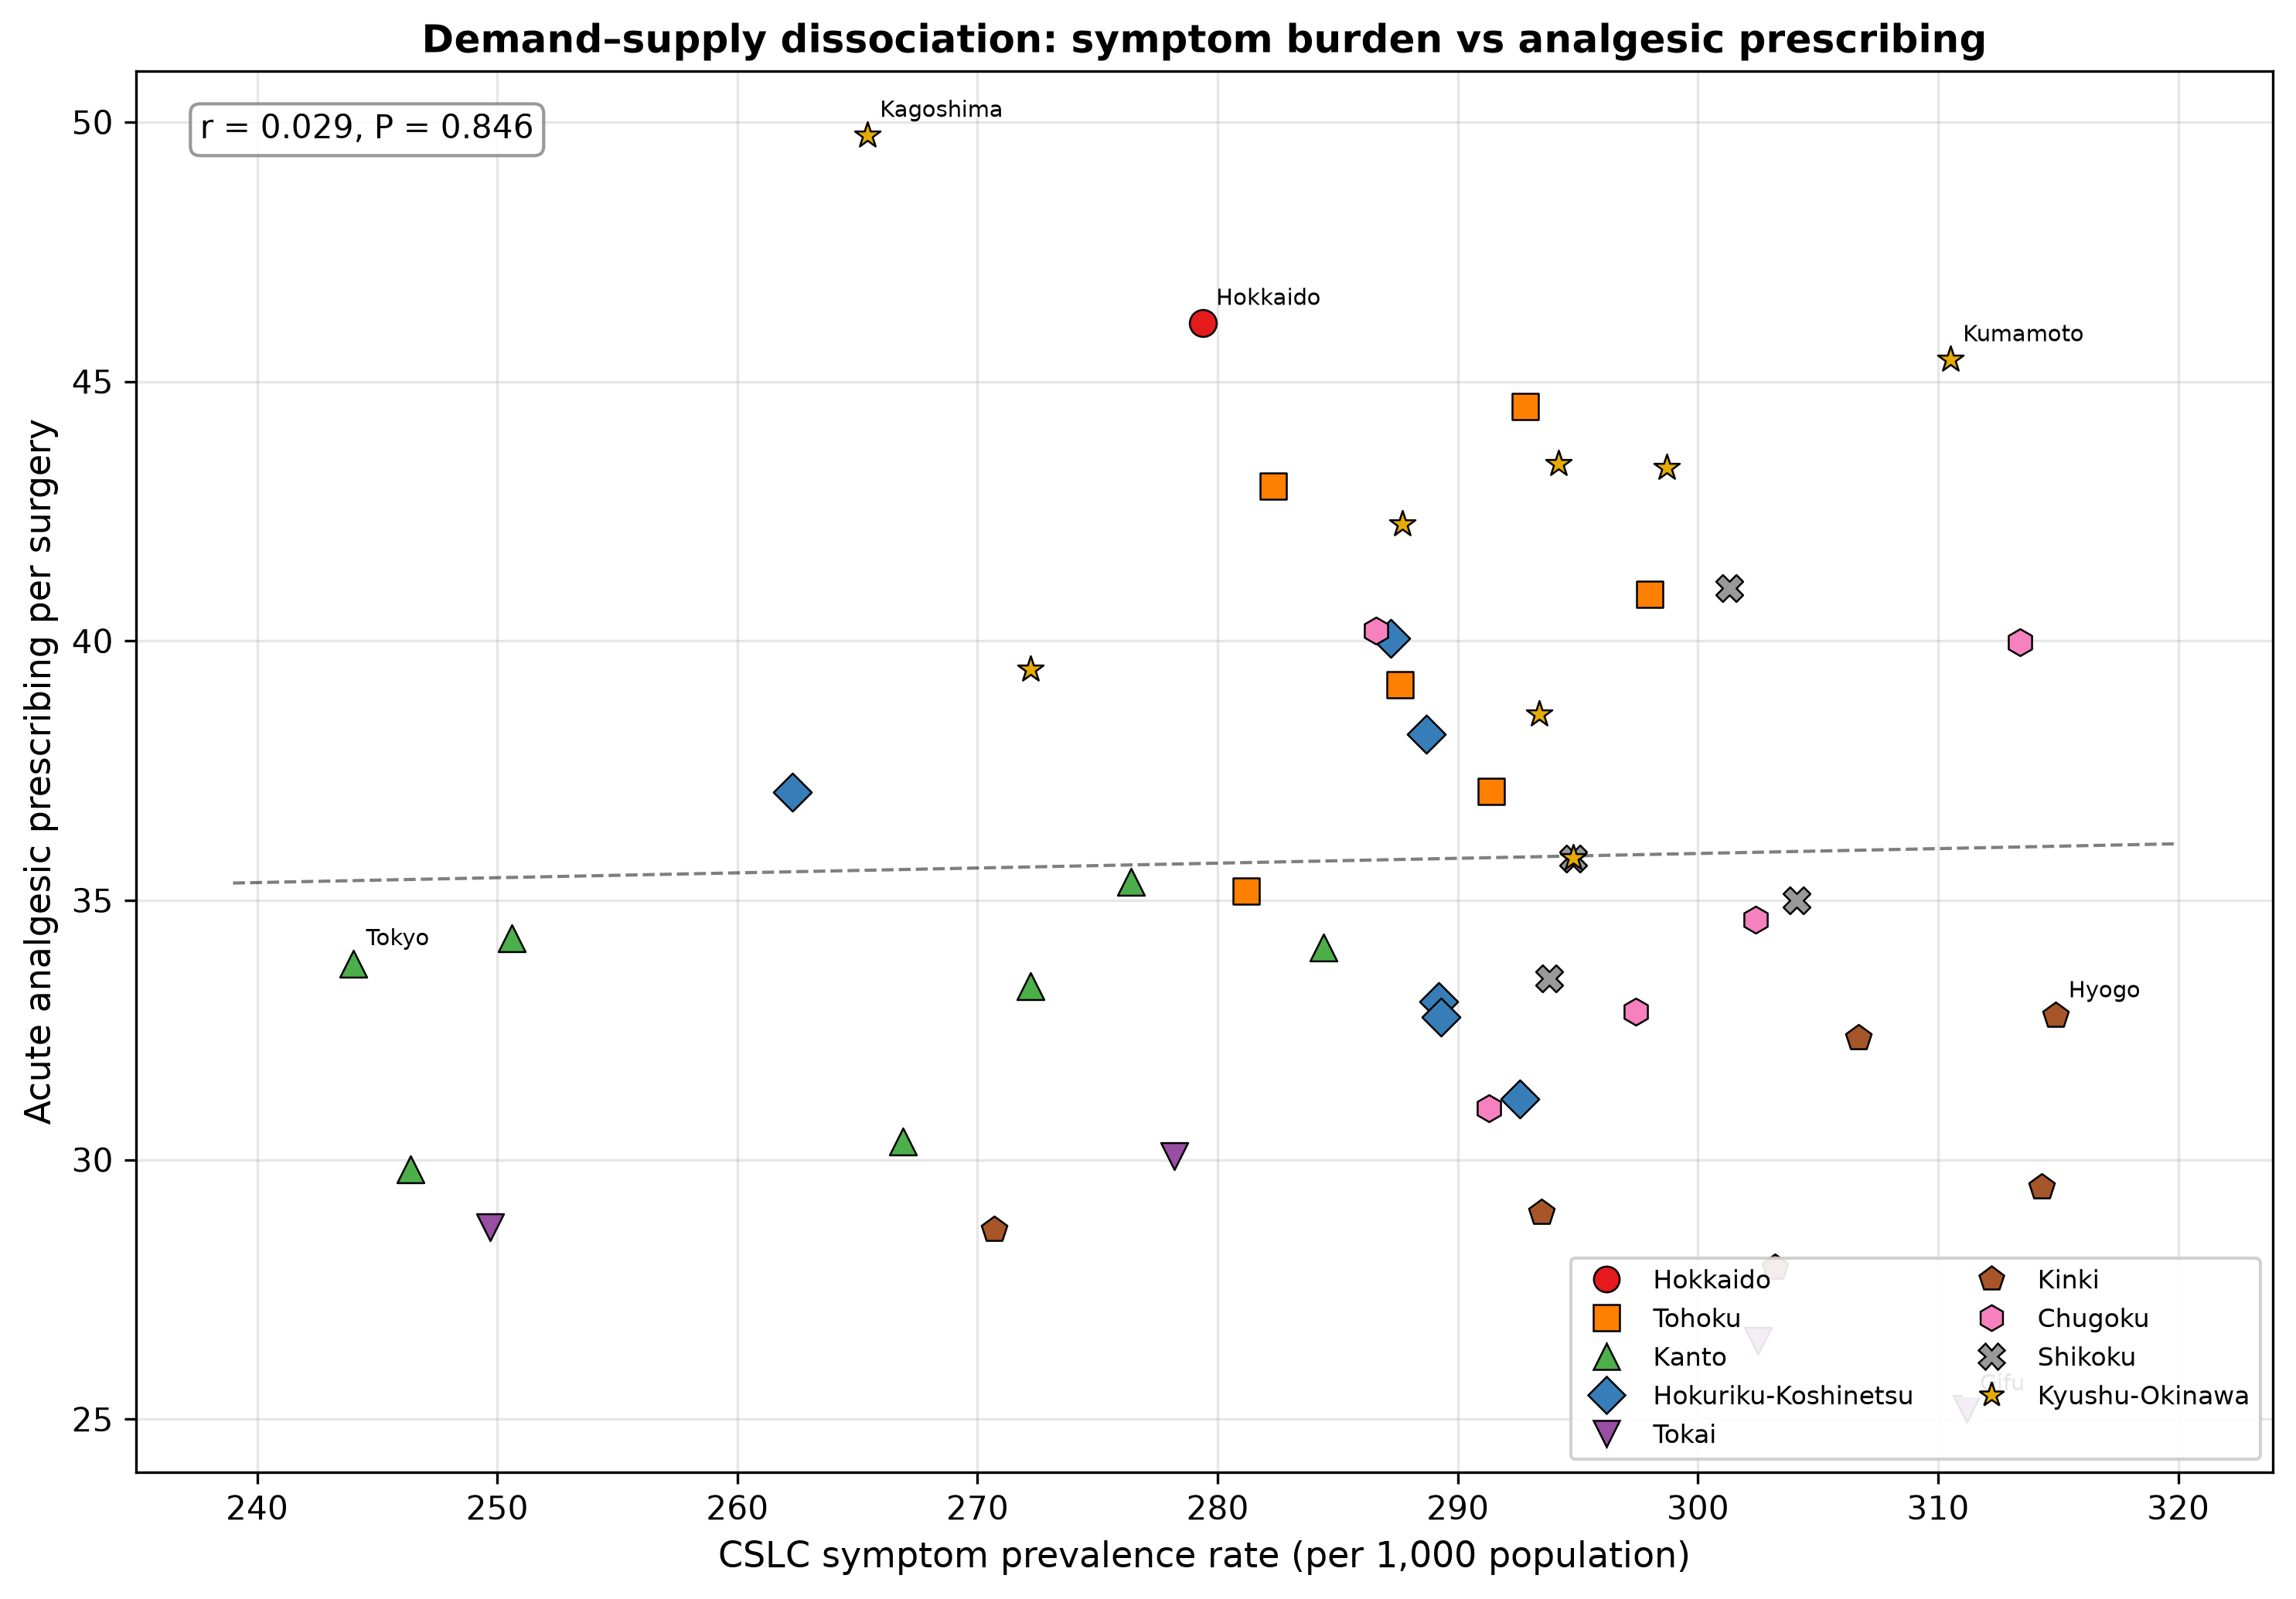 Demand–supply dissociation: symptom burden vs analgesic prescribing
r = 0.029, P = 0.846
Kagoshima
Hokkaido
Kumamoto
Tokyo
Hyogo
Gifu
50
45
40
35
30
25
Acute analgesic prescribing per surgery
Hokkaido
Tohoku
Kanto
Hokuriku-Koshinetsu
Tokai
Kinki
Chugoku
Shikoku
Kyushu-Okinawa
240 250 260 270 280 290 300 310 320
CSLC symptom prevalence rate (per 1,000 population)